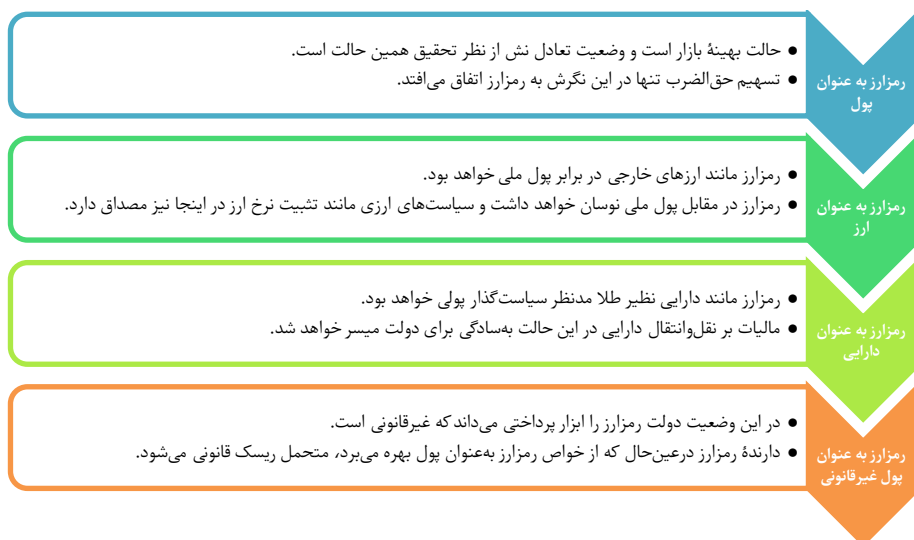 رمزارز به عنوان
پول
● حالت بهینهٔ بازار است و وضعیت تعادل نش از نظر تحقیق همین حالت است.
● تسهیم حق‌الضرب تنها در این نگرش به رمزارز اتفاق می‌افتد.
رمزارز به عنوان
ارز
● رمزارز مانند ارزهای خارجی در برابر پول ملی خواهد بود.
● رمزارز در مقابل پول ملی نوسان خواهد داشت و سیاست‌های ارزی مانند تثبیت نرخ ارز در اینجا نیز مصداق دارد.
رمزارز به عنوان
دارایی
● رمزارز مانند دارایی نظیر طلا مدنظر سیاست‌گذار پولی خواهد بود.
● مالیات بر نقل‌وانتقال دارایی در این حالت به‌سادگی برای دولت میسر خواهد شد.
رمزارز به عنوان
پول غیرقانونی
● در این وضعیت دولت رمزارز را ابزار پرداختی می‌داند که غیرقانونی است.
● دارندهٔ رمزارز درعین‌حال که از خواص رمزارز به‌عنوان پول بهره می‌برد، متحمل ریسک قانونی می‌شود.